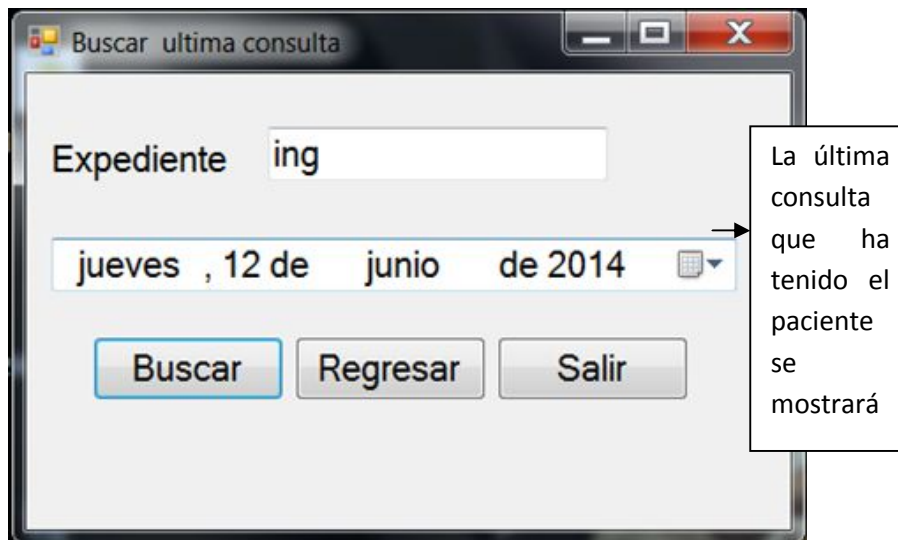 Buscar ultima consulta
Expediente ing
jueves , 12 de junio de 2014
Buscar Regresar Salir
La última
consulta
que ha
tenido el
paciente
se
mostrará